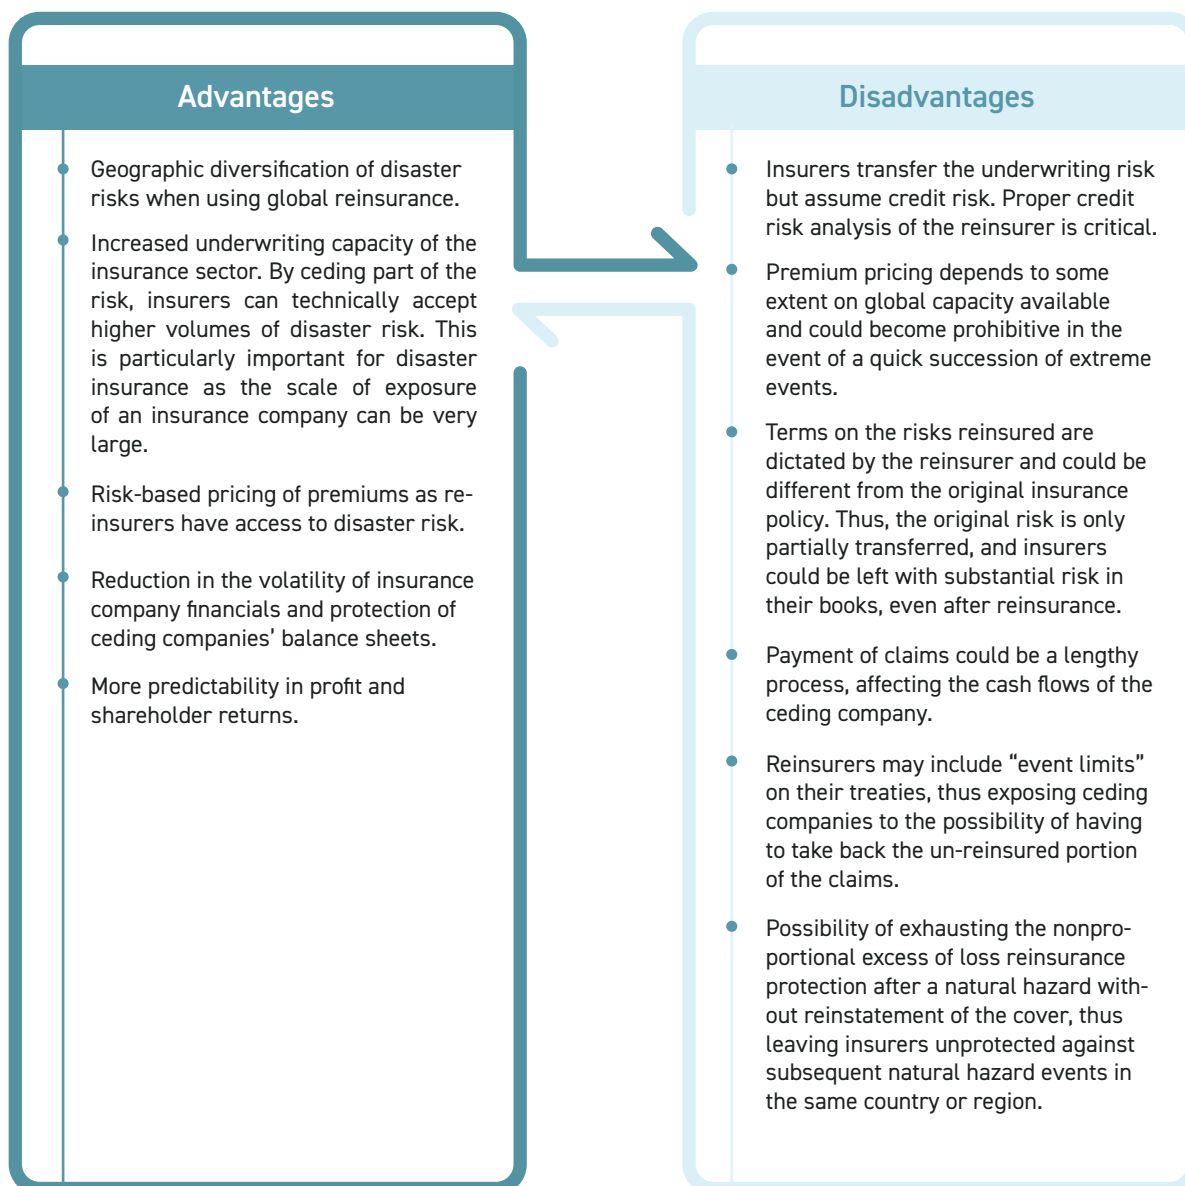 Advantages
Geographic diversification of disaster
risks when using global reinsurance.
Increased underwriting capacity of the
insurance sector. By ceding part of the
risk, insurers can technically accept
higher volumes of disaster risk. This
is particularly important for disaster
insurance as the scale of exposure
of an insurance company can be very
large.
Risk-based pricing of premiums as re-
insurers have access to disaster risk.
Reduction in the volatility of insurance
company financials and protection of
ceding companies’ balance sheets.
More predictability in profit and
shareholder returns.
Disadvantages
Insurers transfer the underwriting risk
but assume credit risk. Proper credit
risk analysis of the reinsurer is critical.
Premium pricing depends to some
extent on global capacity available
and could become prohibitive in the
event of a quick succession of extreme
events.
Terms on the risks reinsured are
dictated by the reinsurer and could be
different from the original insurance
policy. Thus, the original risk is only
partially transferred, and insurers
could be left with substantial risk in
their books, even after reinsurance.
Payment of claims could be a lengthy
process, affecting the cash flows of the
ceding company.
Reinsurers may include “event limits”
on their treaties, thus exposing ceding
companies to the possibility of having
to take back the un-reinsured portion
of the claims.
Possibility of exhausting the nonpro-
portional excess of loss reinsurance
protection after a natural hazard with-
out reinstatement of the cover, thus
leaving insurers unprotected against
subsequent natural hazard events in
the same country or region.